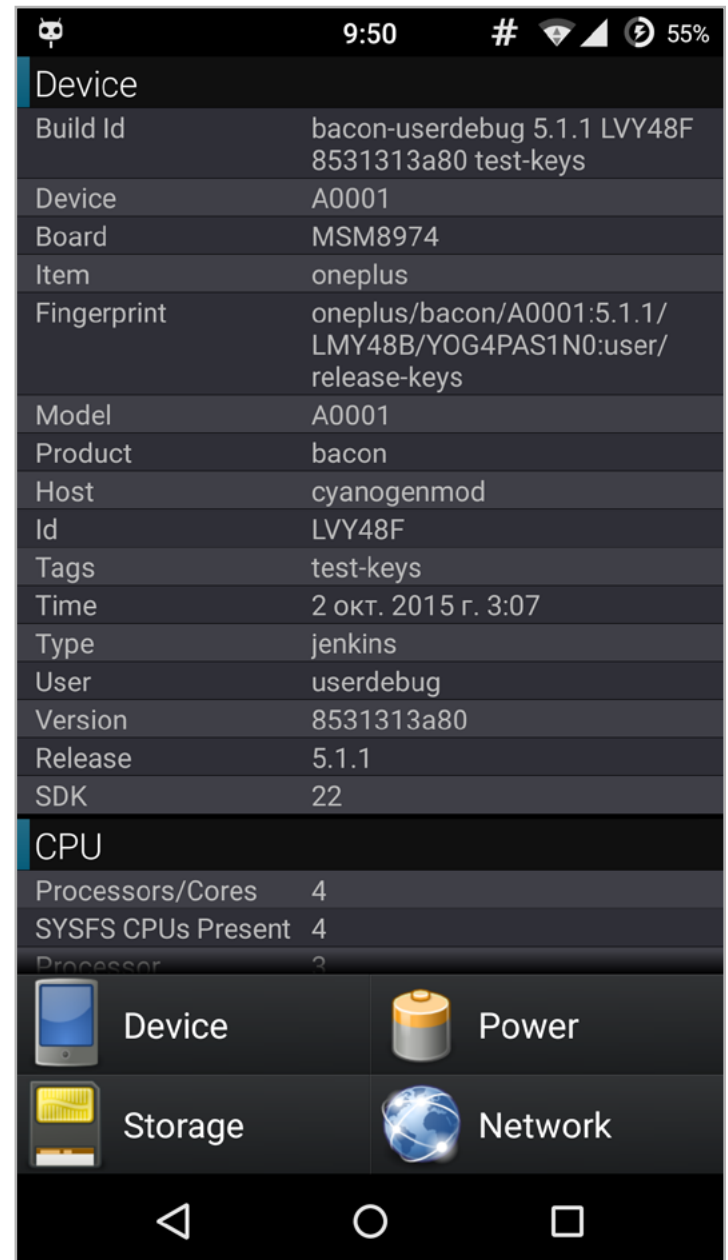 9:50 # 55%
Device
Build Id bacon-userdebug 5.1.1 LVY48F
8531313a80 test-keys
Device A0001
Board MSM8974
Item oneplus
Fingerprint oneplus/bacon/A0001:5.1.1/
LMY48B/YOG4PAS1N0:user/
release-keys
Model A0001
Product bacon
Host cyanogenmod
Id LVY48F
Tags test-keys
Time 2 окт. 2015 г. 3:07
Type jenkins
User userdebug
Version 8531313a80
Release 5.1.1
SDK 22
CPU
Processors/Cores 4
SYSFS CPUs Present 4
Processor 3
Device Power
Storage Network